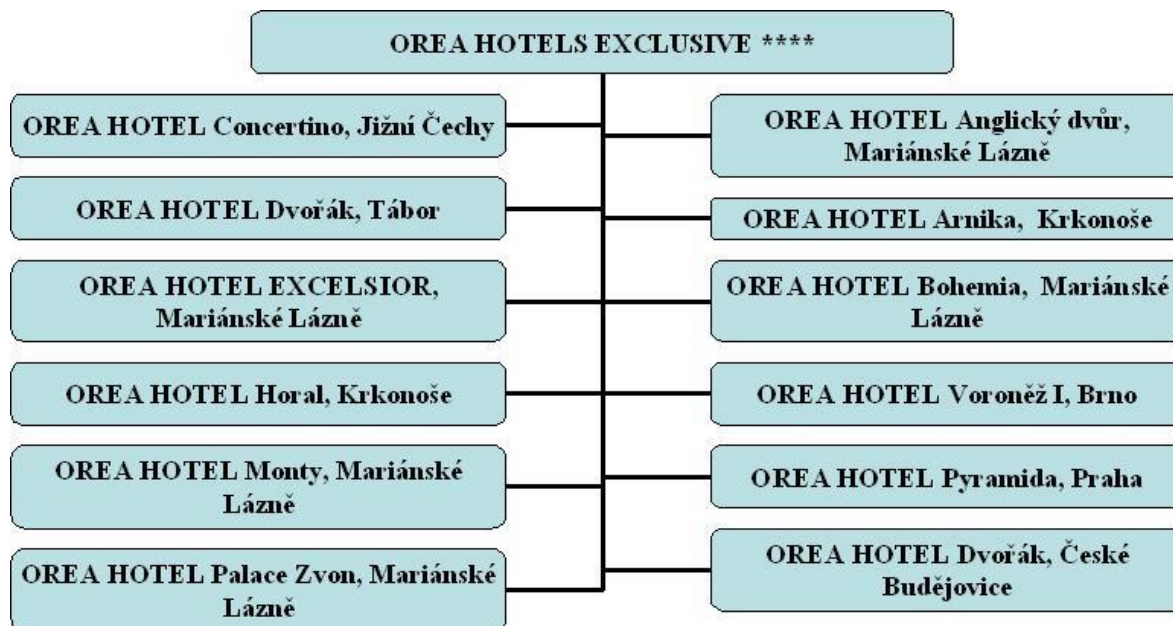 OREA HOTELS EXCLUSIVE ****
OREA HOTEL Concertino, Jižní Čechy
OREA HOTEL Dvořák, Tábor
OREA HOTEL EXCELSIOR,
Mariánské Lázně
OREA HOTEL Horal, Krkonoše
OREA HOTEL Monty, Mariánské
Lázně
OREA HOTEL Palace Zvon, Mariánské
Lázně
OREA HOTEL Anglický dvůr,
Mariánské Lázně
OREA HOTEL Arnika, Krkonoše
OREA HOTEL Bohemia, Mariánské
Lázně
OREA HOTEL Voroněž I, Brno
OREA HOTEL Pyramida, Praha
OREA HOTEL Dvořák, České
Budějovice